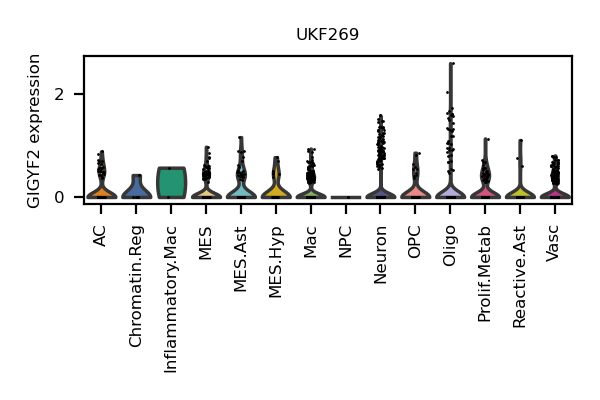 UKF269
GIGYF2 expression
2
0
AC
Chromatin.Reg
Inflammatory.Mac
MES
MES.Ast
MES.Hyp
Mac
NPC
Neuron
OPC
Oligo
Prolif.Metab
Reactive.Ast
Vasc